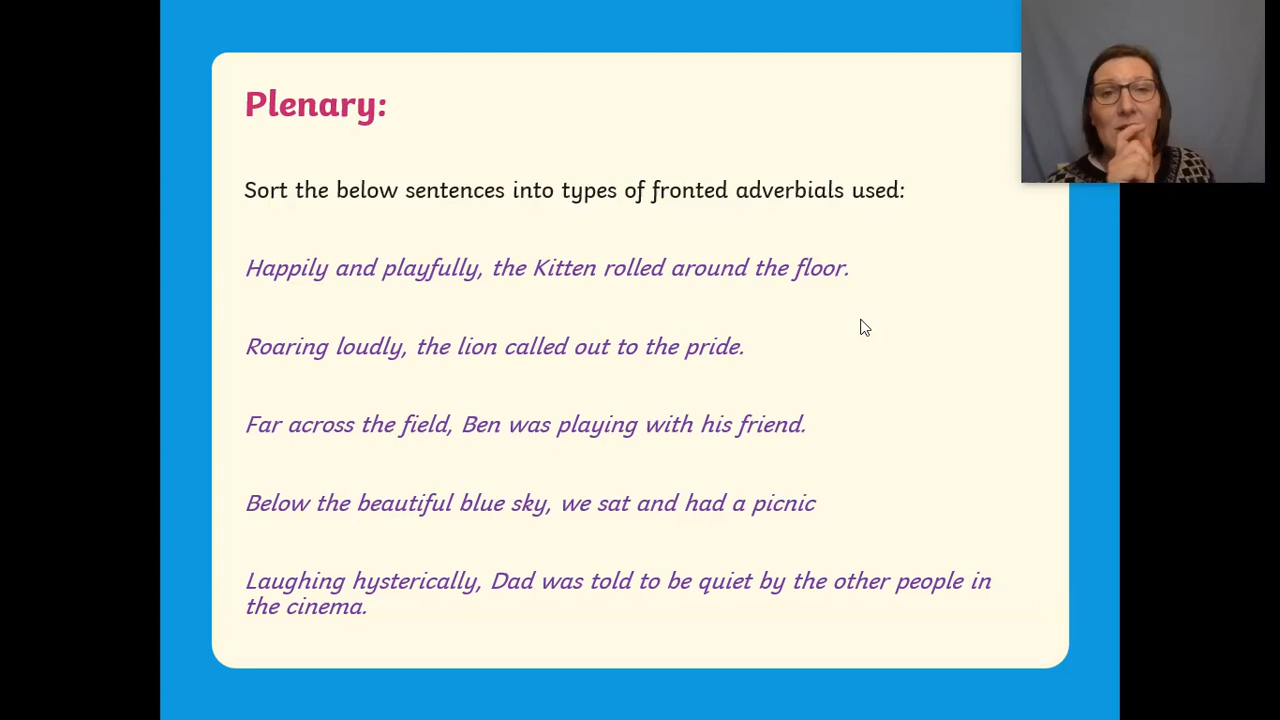 Plenary:
Sort the below sentences into types of fronted adverbials used:
Happily and playfully, the Kitten rolled around the floor.
Roaring loudly, the lion called out to the pride.
Far across the field, Ben was playing with his friend.
Below the beautiful blue sky, we sat and had a picnic
Laughing hysterically, Dad was told to be quiet by the other people in
the cinema.